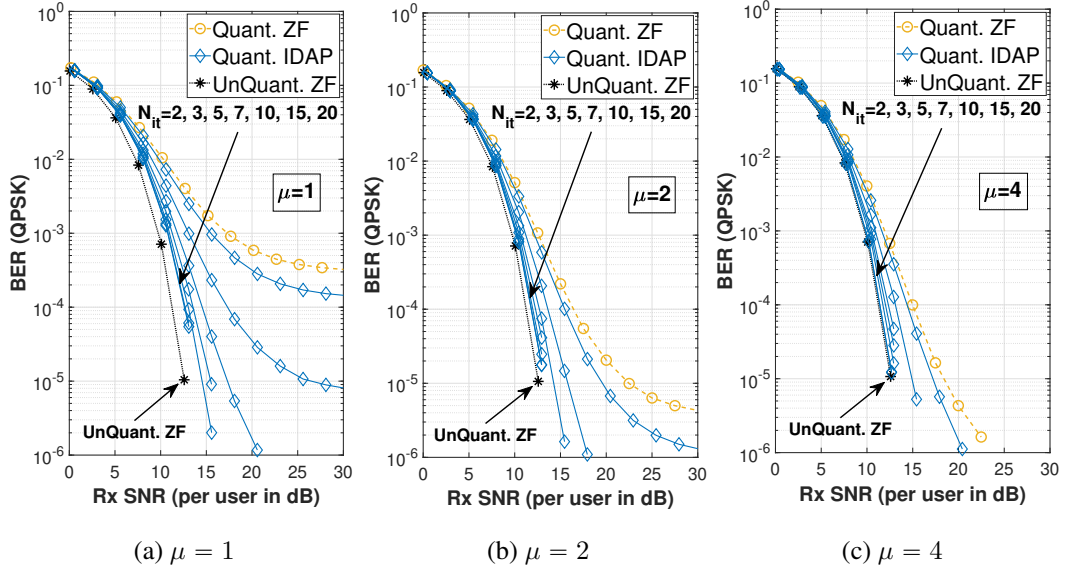 Quant. ZF
Quant. IDAP
UnQuant. ZF
N_it=2, 3, 5, 7, 10, 15, 20
μ=1
UnQuant. ZF
10^0
10^-1
10^-2
10^-3
10^-4
10^-5
10^-6
BER (QPSK)
0 5 10 15 20 25 30
Rx SNR (per user in dB)
(a) μ = 1
Quant. ZF
Quant. IDAP
UnQuant. ZF
N_it=2, 3, 5, 7, 10, 15, 20
μ=2
UnQuant. ZF
10^0
10^-1
10^-2
10^-3
10^-4
10^-5
10^-6
BER (QPSK)
0 5 10 15 20 25 30
Rx SNR (per user in dB)
(b) μ = 2
Quant. ZF
Quant. IDAP
UnQuant. ZF
N_it=2, 3, 5, 7, 10, 15, 20
μ=4
UnQuant. ZF
10^0
10^-1
10^-2
10^-3
10^-4
10^-5
10^-6
BER (QPSK)
0 5 10 15 20 25 30
Rx SNR (per user in dB)
(c) μ = 4